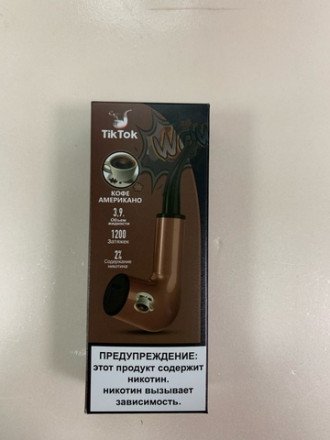 TikTok
WOW
КОФЕ
АМЕРИКАНО
3.9.
Объем
жидкости
1200
Затяжек
2%
Содержание
никотина
ПРЕДУПРЕЖДЕНИЕ:
этот продукт содержит
никотин.
никотин вызывает
зависимость.